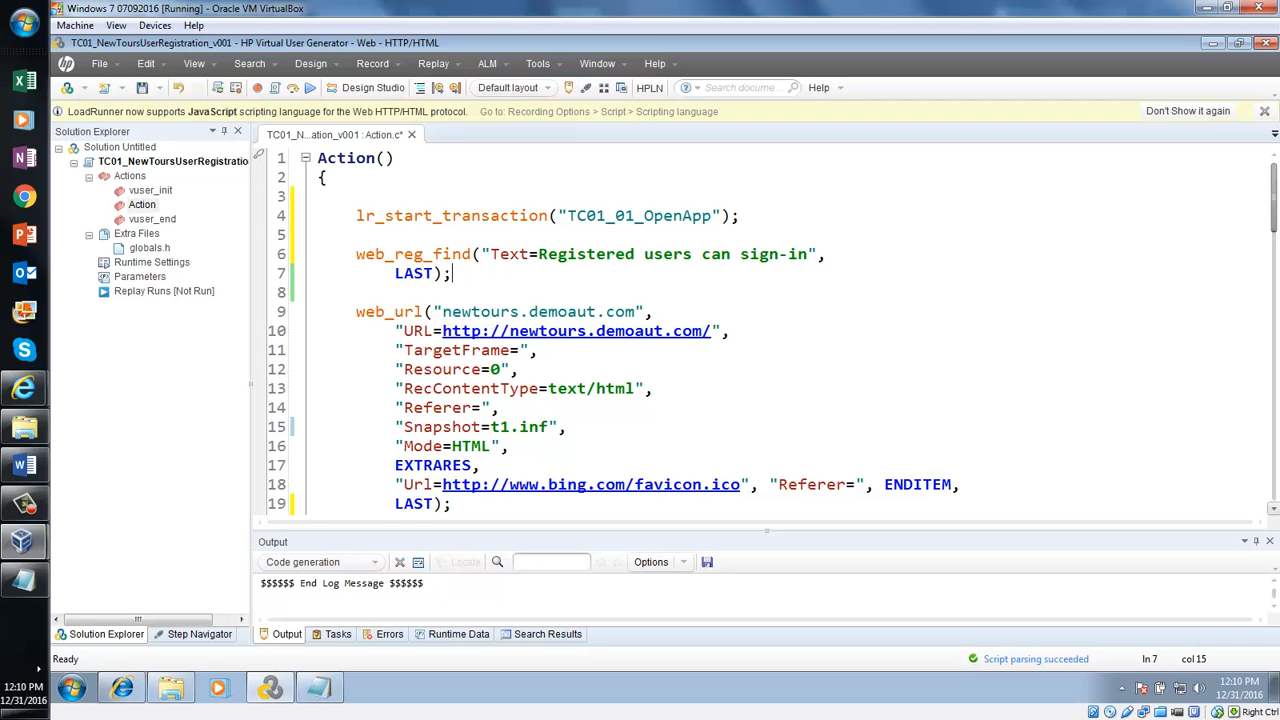 Windows 7 07092016 [Running] - Oracle VM VirtualBox
Machine View Devices Help
TC01_NewToursUserRegistration_v001 - HP Virtual User Generator - Web - HTTP/HTML
File Edit View Search Design Record Replay ALM Tools Window Help
Design Studio Default layout HPLN Search docume... Help
LoadRunner now supports JavaScript scripting language for the Web HTTP/HTML protocol. Go to: Recording Options > Script > Scripting language Don't Show it again
Solution Explorer
TC01_N...ation_v001 : Action.c*
Solution Untitled
TC01_NewToursUserRegistratio
Actions
vuser_init
Action
vuser_end
Extra Files
globals.h
Runtime Settings
Parameters
Replay Runs [Not Run]
1 Action()
2 {
3
4 lr_start_transaction("TC01_01_OpenApp");
5
6 web_reg_find("Text=Registered users can sign-in",
7 LAST);
8
9 web_url("newtours.demoaut.com",
10 "URL=http://newtours.demoaut.com/",
11 "TargetFrame=",
12 "Resource=0",
13 "RecContentType=text/html",
14 "Referer=",
15 "Snapshot=t1.inf",
16 "Mode=HTML",
17 EXTRARES,
18 "Url=http://www.bing.com/favicon.ico", "Referer=", ENDITEM,
19 LAST);
Output
Code generation Locate Options
$$$$$$ End Log Message $$$$$$
Solution Explorer Step Navigator
Output Tasks Errors Runtime Data Search Results
Ready Script parsing succeeded ln 7 col 15
12:10 PM
12/31/2016
12:10 PM
12/31/2016
Right Ctrl